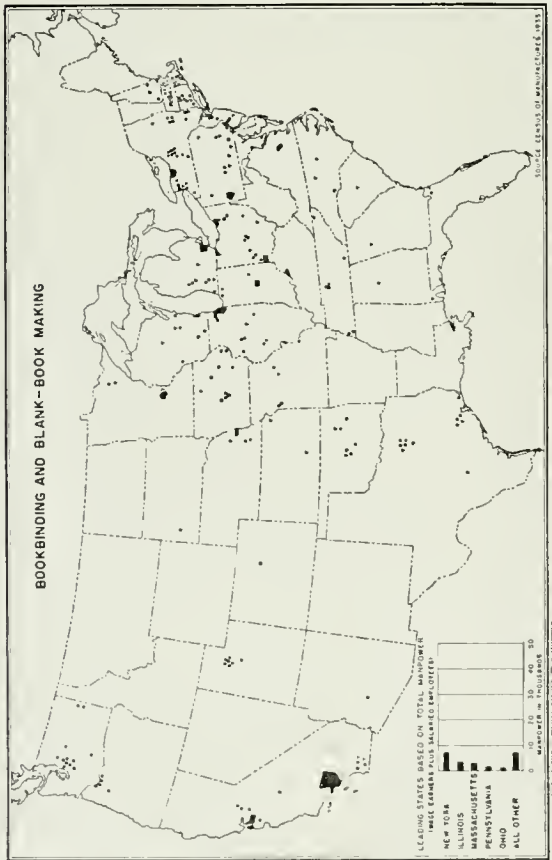 BOOKBINDING AND BLANK-BOOK MAKING
LEADING STATES BASED ON TOTAL MANPOWER
(WAGE EARNERS PLUS SALARIED EMPLOYEES)
NEW YORK
ILLINOIS
MASSACHUSETTS
PENNSYLVANIA
OHIO
ALL OTHER
0 10 20 30 40 50
MANPOWER IN THOUSANDS
SOURCE CENSUS OF MANUFACTURES